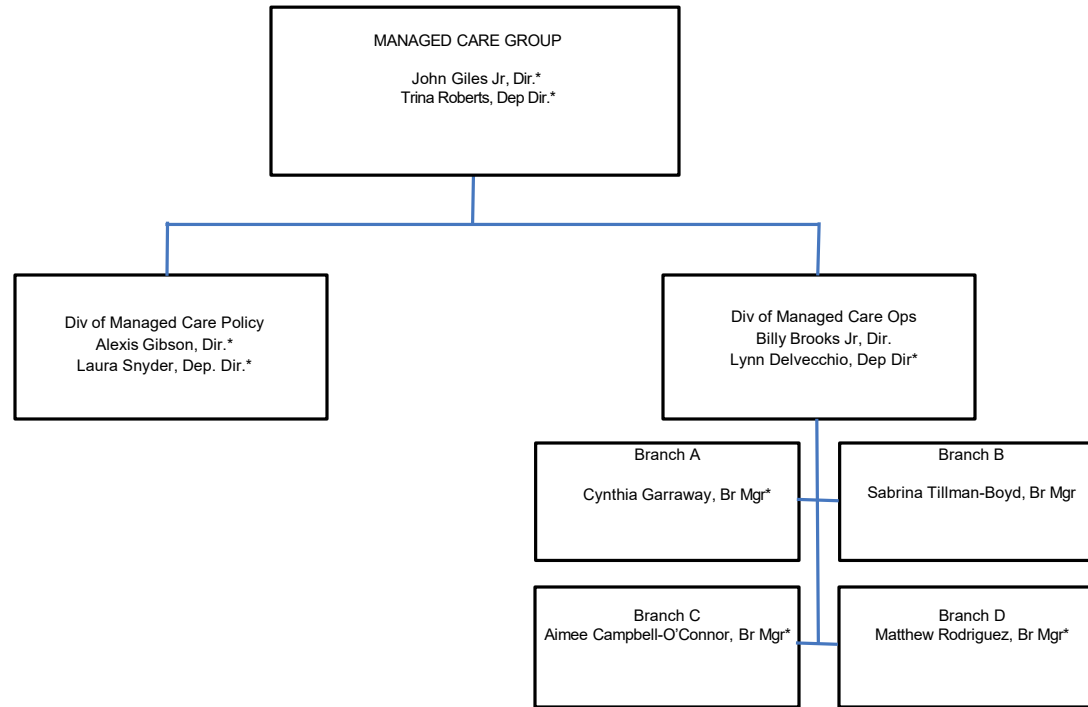 MANAGED CARE GROUP
John Giles Jr, Dir.*
Trina Roberts, Dep Dir.*
Div of Managed Care Policy
Alexis Gibson, Dir.*
Laura Snyder, Dep. Dir.*
Div of Managed Care Ops
Billy Brooks Jr, Dir.
Lynn Delvecchio, Dep Dir*
Branch A
Cynthia Garraway, Br Mgr*
Branch B
Sabrina Tillman-Boyd, Br Mgr
Branch C
Aimee Campbell-O’Connor, Br Mgr*
Branch D
Matthew Rodriguez, Br Mgr*